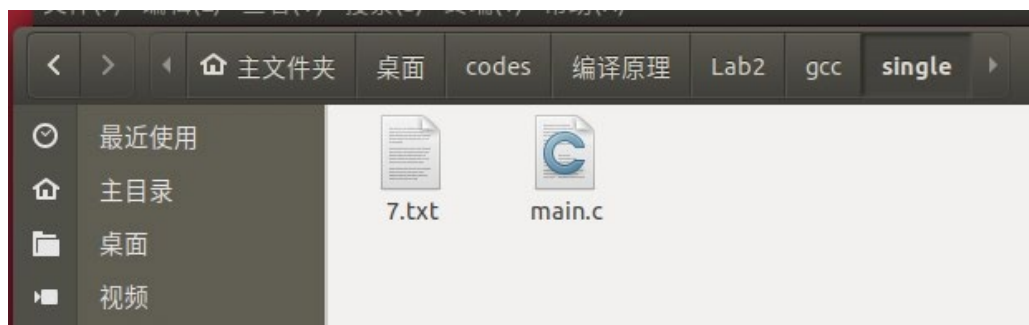 主文件夹 桌面 codes 编译原理 Lab2 gcc single
最近使用
主目录
桌面
视频
7.txt
main.c